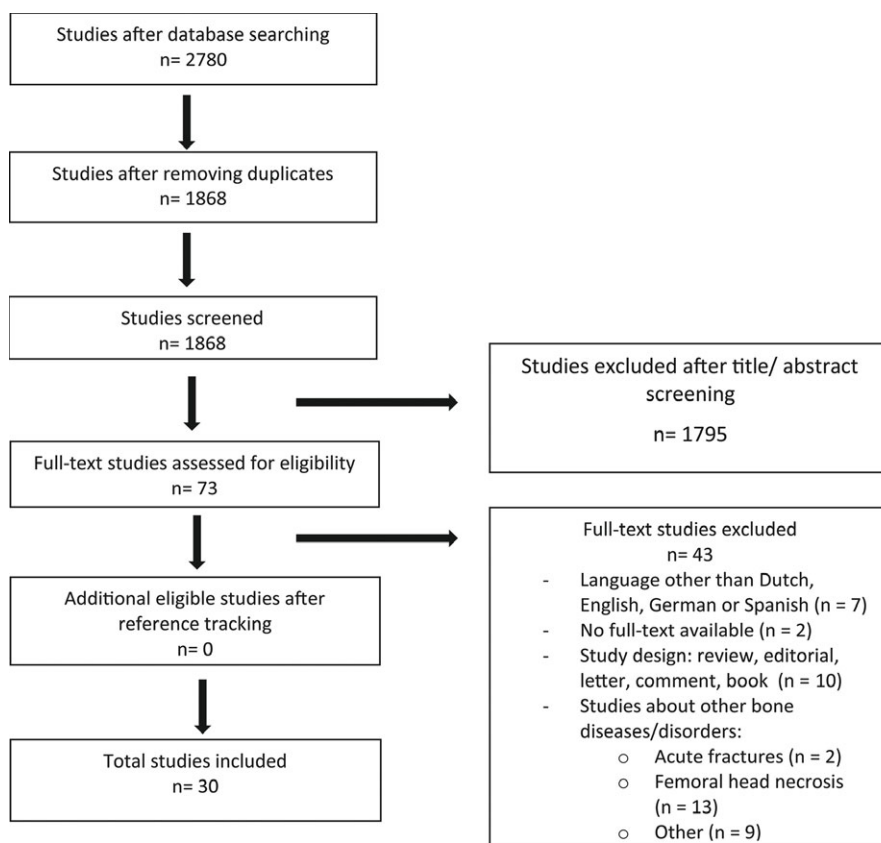 Studies after database searching
n= 2780
Studies after removing duplicates
n= 1868
Studies screened
n= 1868
Studies excluded after title/ abstract
screening
n= 1795
Full-text studies assessed for eligibility
n= 73
Full-text studies excluded
n= 43
- Language other than Dutch,
English, German or Spanish (n = 7)
- No full-text available (n = 2)
- Study design: review, editorial,
letter, comment, book (n = 10)
- Studies about other bone
diseases/disorders:
o Acute fractures (n = 2)
o Femoral head necrosis
(n = 13)
o Other (n = 9)
Additional eligible studies after
reference tracking
n= 0
Total studies included
n= 30